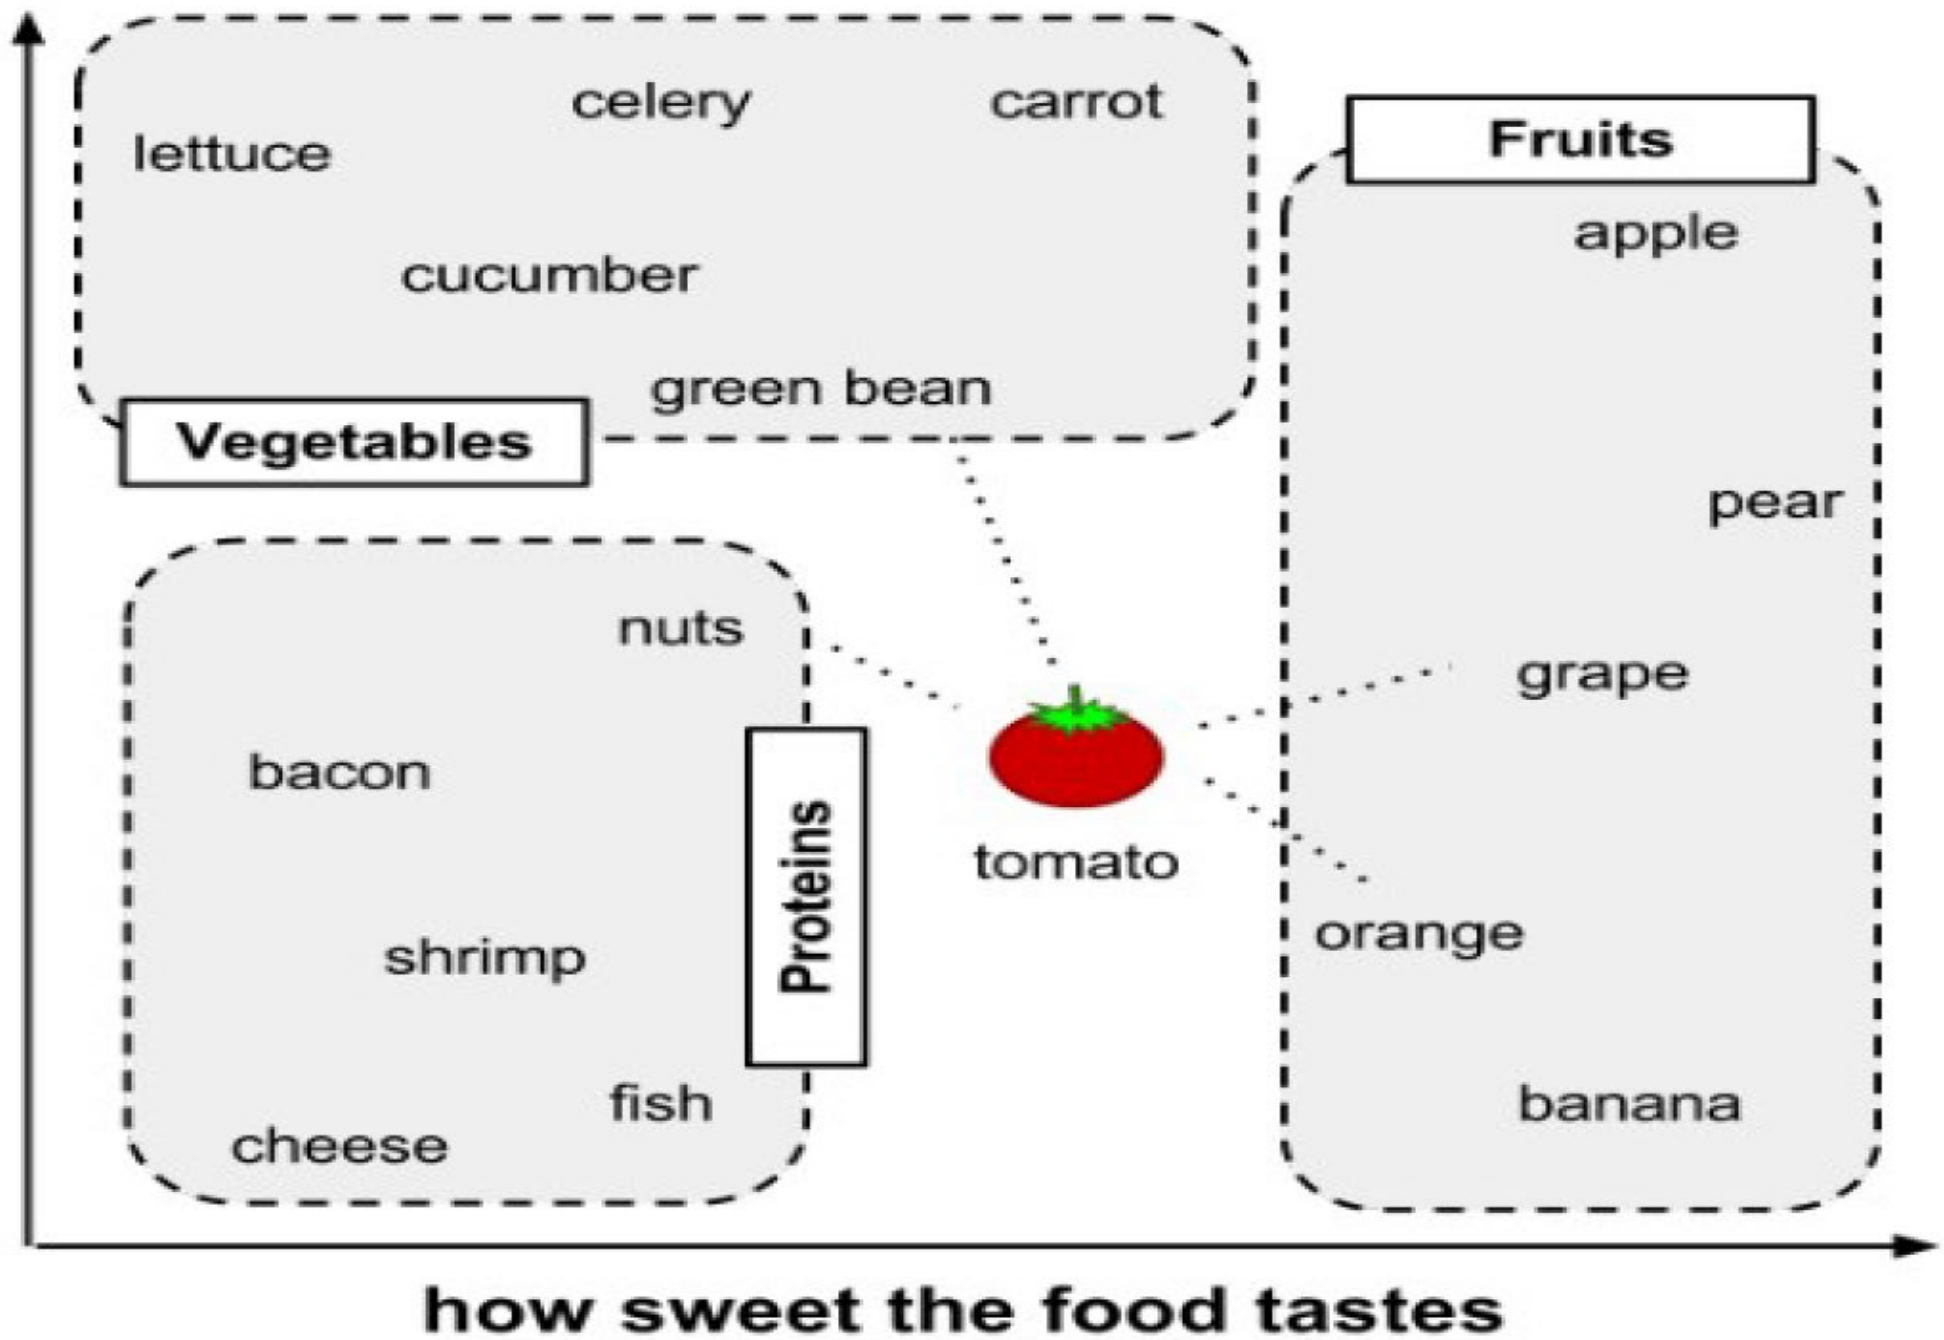 celery
carrot
lettuce
Fruits
apple
cucumber
green bean
Vegetables
pear
nuts
grape
bacon
Proteins
tomato
orange
shrimp
fish
banana
cheese
how sweet the food tastes